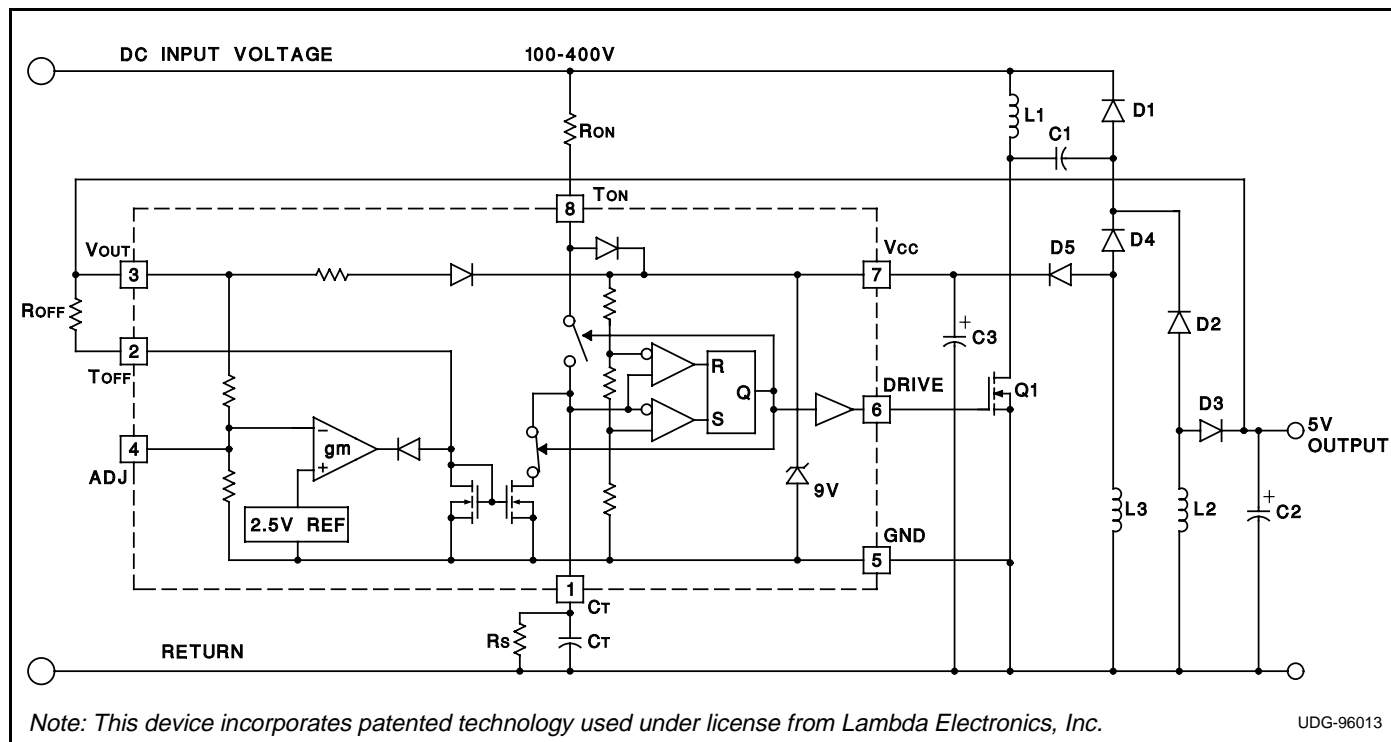 DC INPUT VOLTAGE
100-400V
RON
L1
C1
D1
TON
8
VOUT
3
VCC
7
D5
D4
ROFF
C3
+
D2
2
TOFF
R
Q
S
DRIVE
6
Q1
D3
5V
OUTPUT
4
ADJ
−
gm
+
9V
2.5V REF
L3
L2
+
C2
GND
5
1
CT
RS
CT
RETURN
Note: This device incorporates patented technology used under license from Lambda Electronics, Inc.
UDG-96013